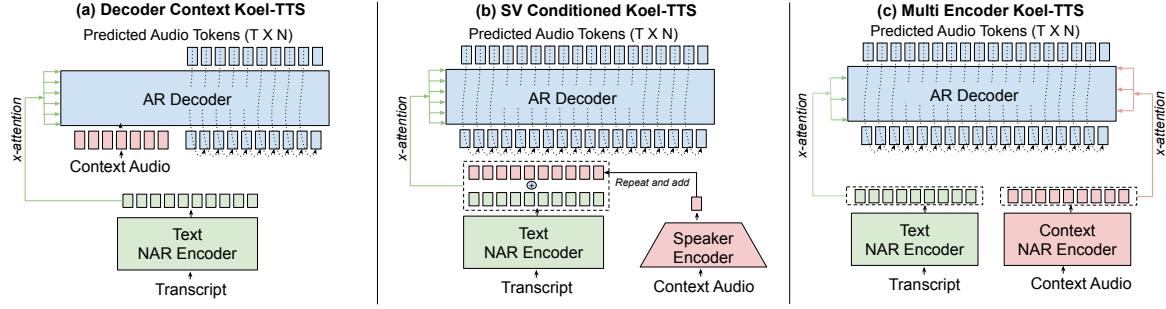 (a) Decoder Context Koel-TTS
Predicted Audio Tokens (T X N)
AR Decoder
x-attention
Context Audio
Text
NAR Encoder
Transcript
(b) SV Conditioned Koel-TTS
Predicted Audio Tokens (T X N)
AR Decoder
x-attention
Repeat and add
Text
NAR Encoder
Speaker
Encoder
Transcript
Context Audio
(c) Multi Encoder Koel-TTS
Predicted Audio Tokens (T X N)
AR Decoder
x-attention
x-attention
Text
NAR Encoder
Context
NAR Encoder
Transcript
Context Audio